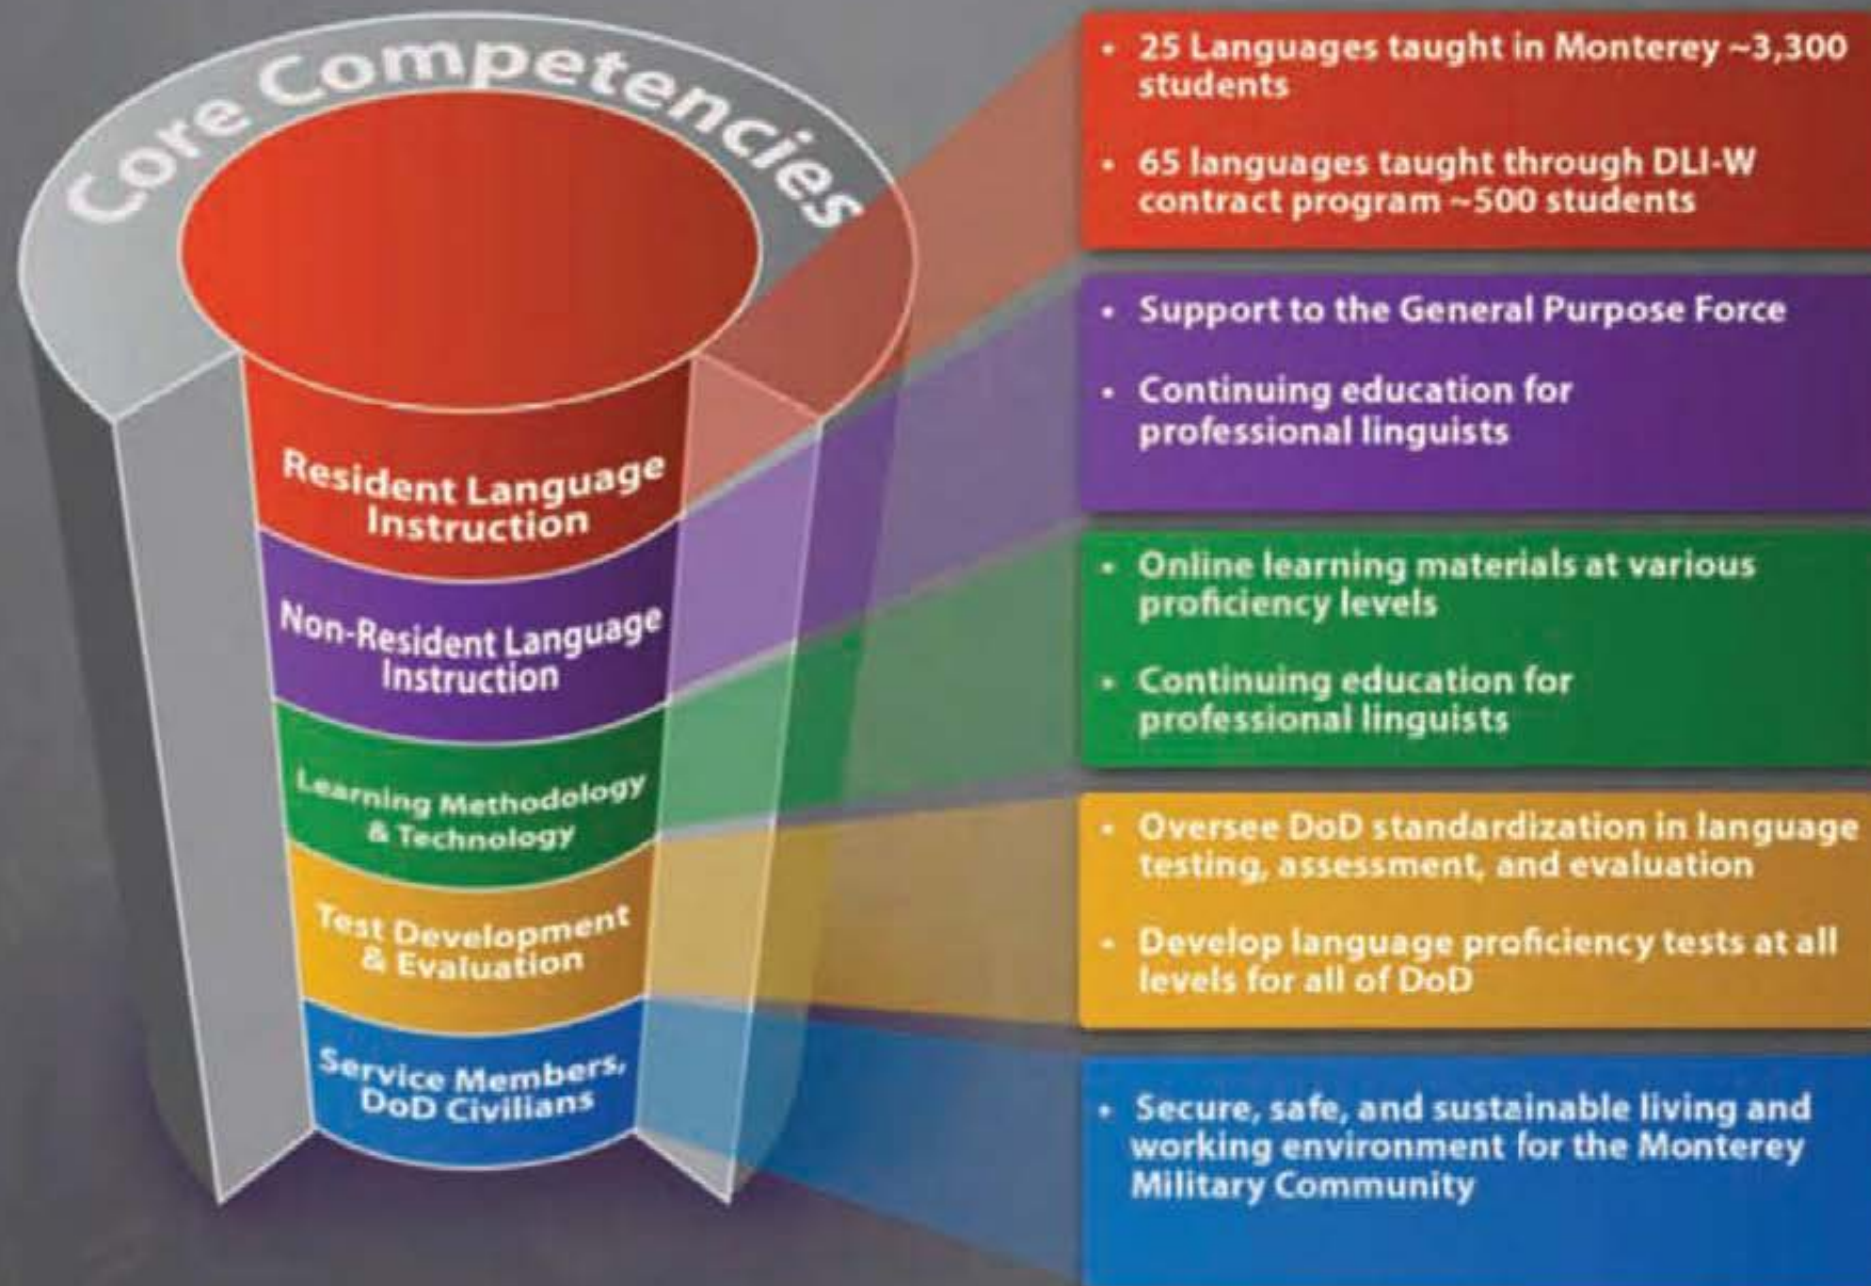 Core Competencies
Resident Language
Instruction
Non-Resident Language
Instruction
Learning Methodology
& Technology
Test Development
& Evaluation
Service Members,
DoD Civilians
• 25 Languages taught in Monterey ~3,300
students
• 65 languages taught through DLI-W
contract program ~500 students
• Support to the General Purpose Force
• Continuing education for
professional linguists
• Online learning materials at various
proficiency levels
• Continuing education for
professional linguists
• Oversee DoD standardization in language
testing, assessment, and evaluation
• Develop language proficiency tests at all
levels for all of DoD
• Secure, safe, and sustainable living and
working environment for the Monterey
Military Community